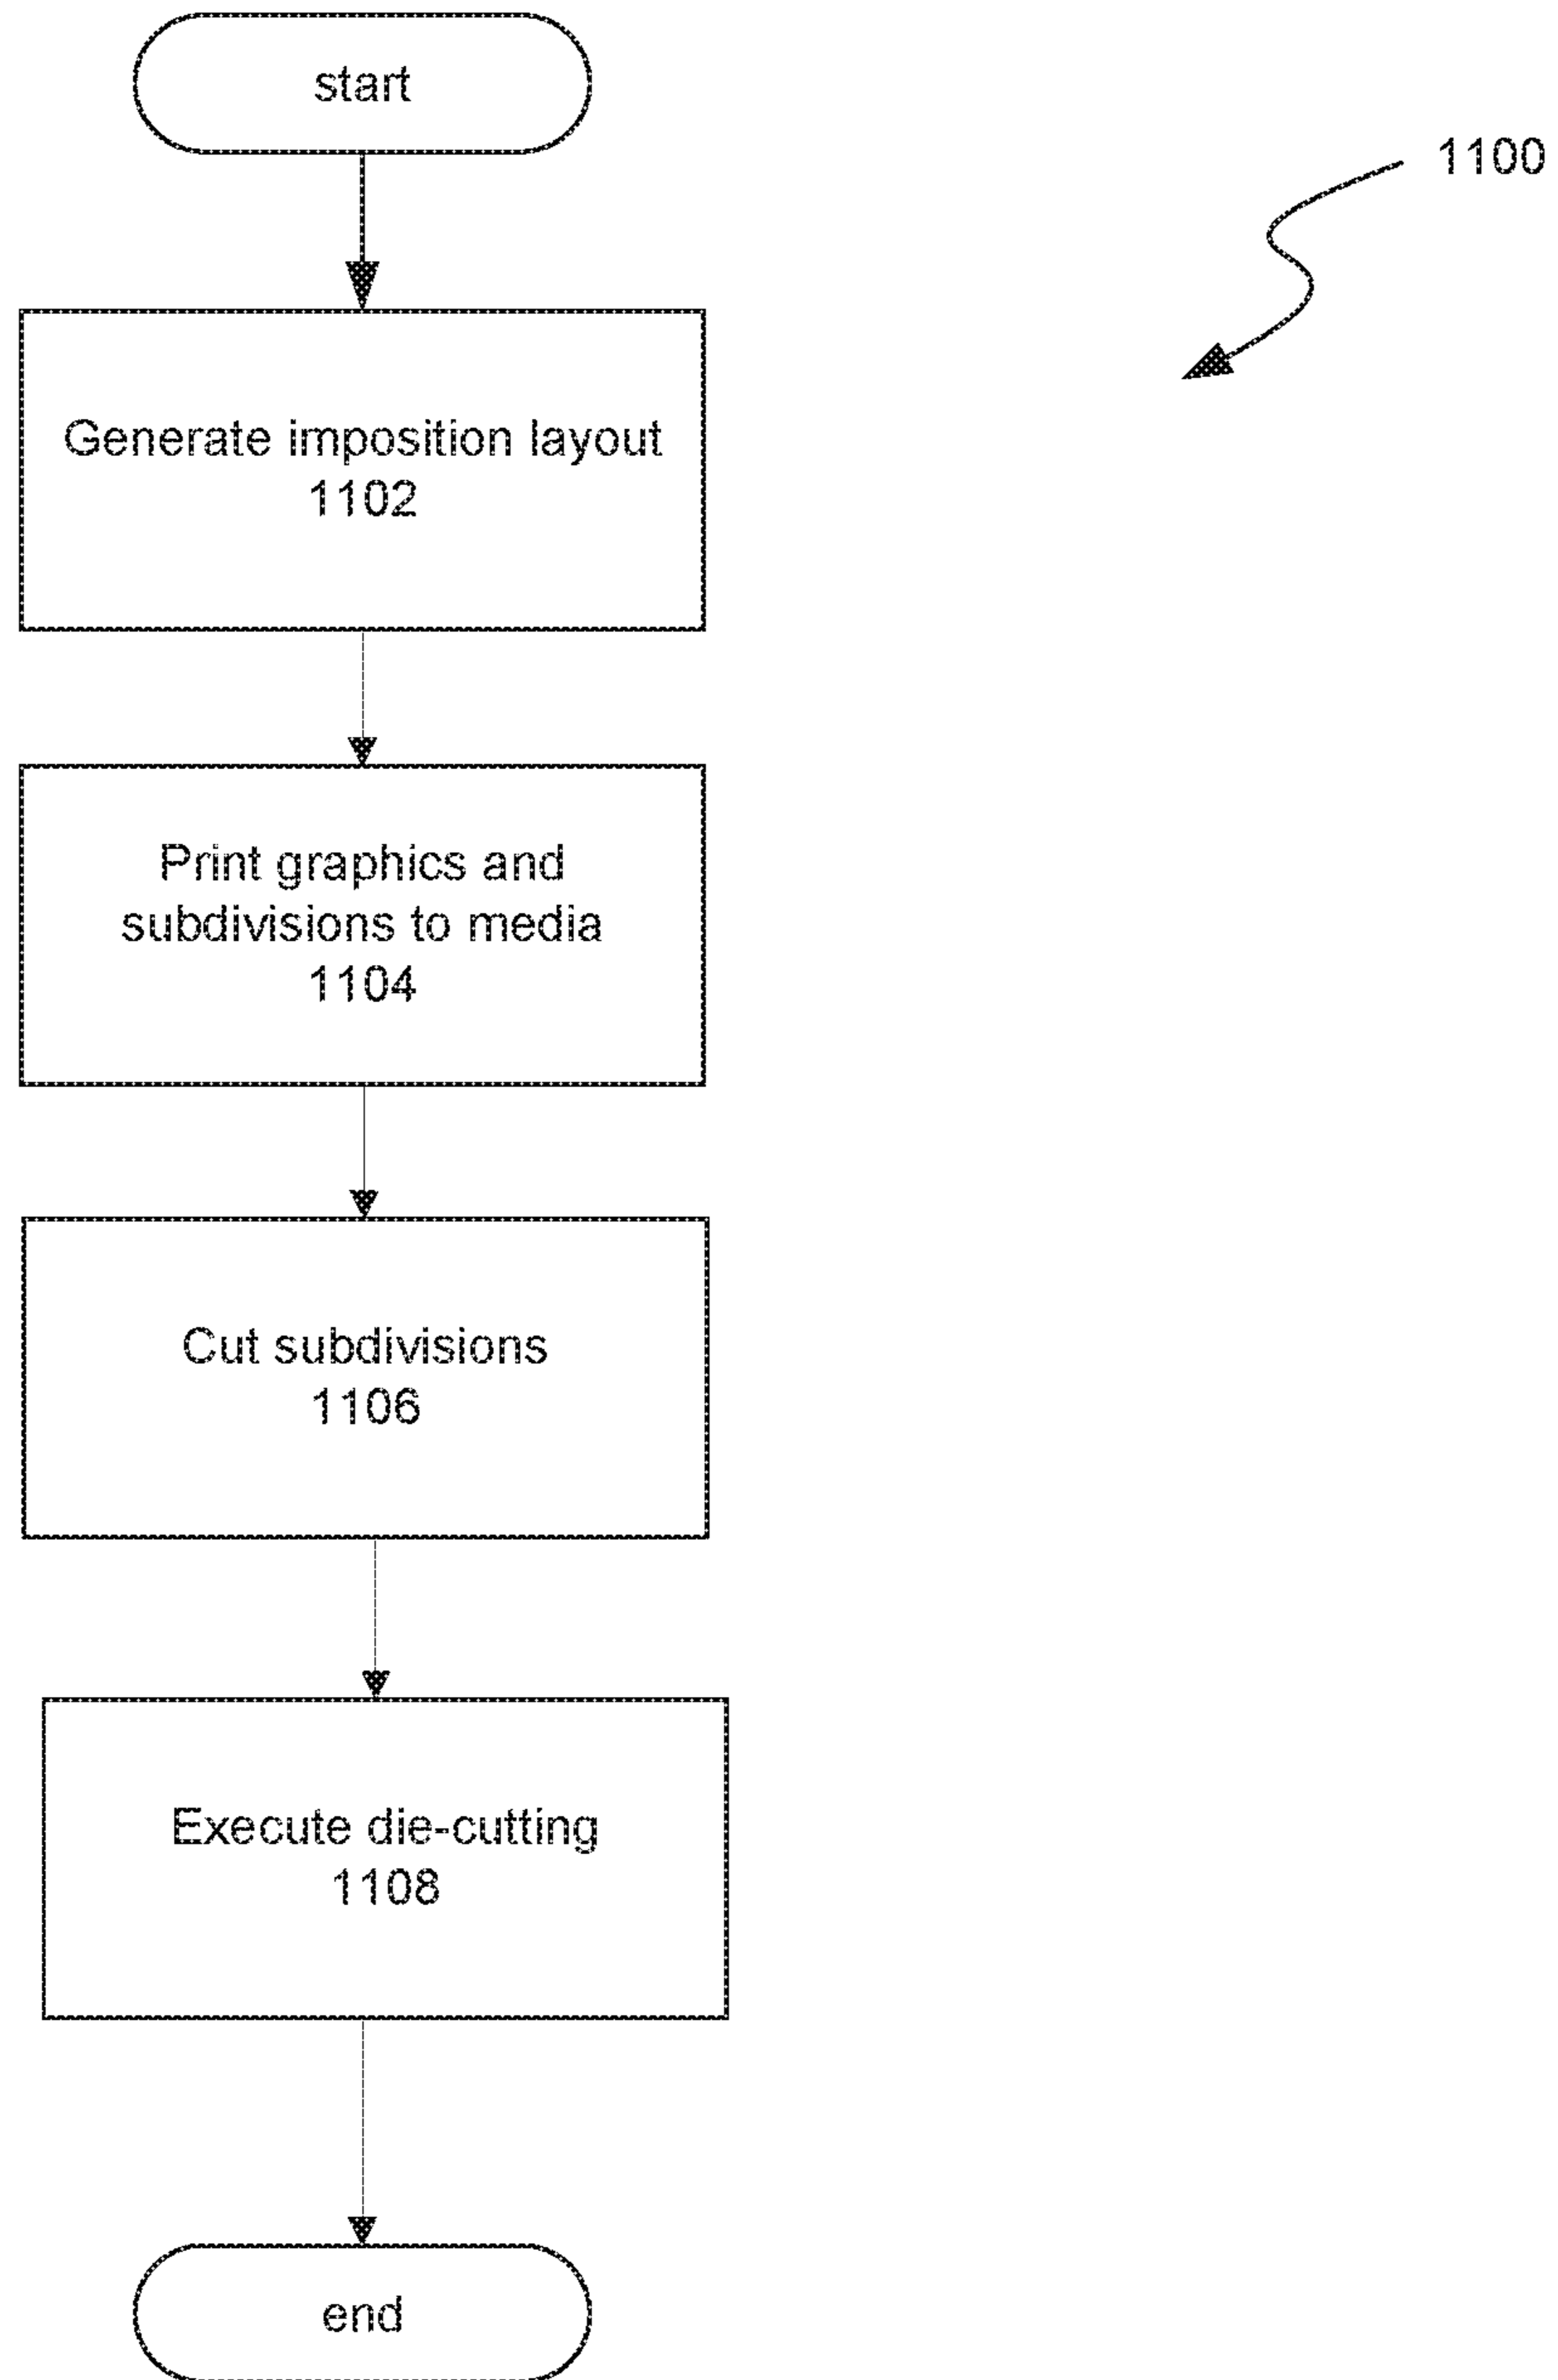 start
1100
Generate imposition layout
1102
Print graphics and
subdivisions to media
1104
Cut subdivisions
1106
Execute die-cutting
1108
end